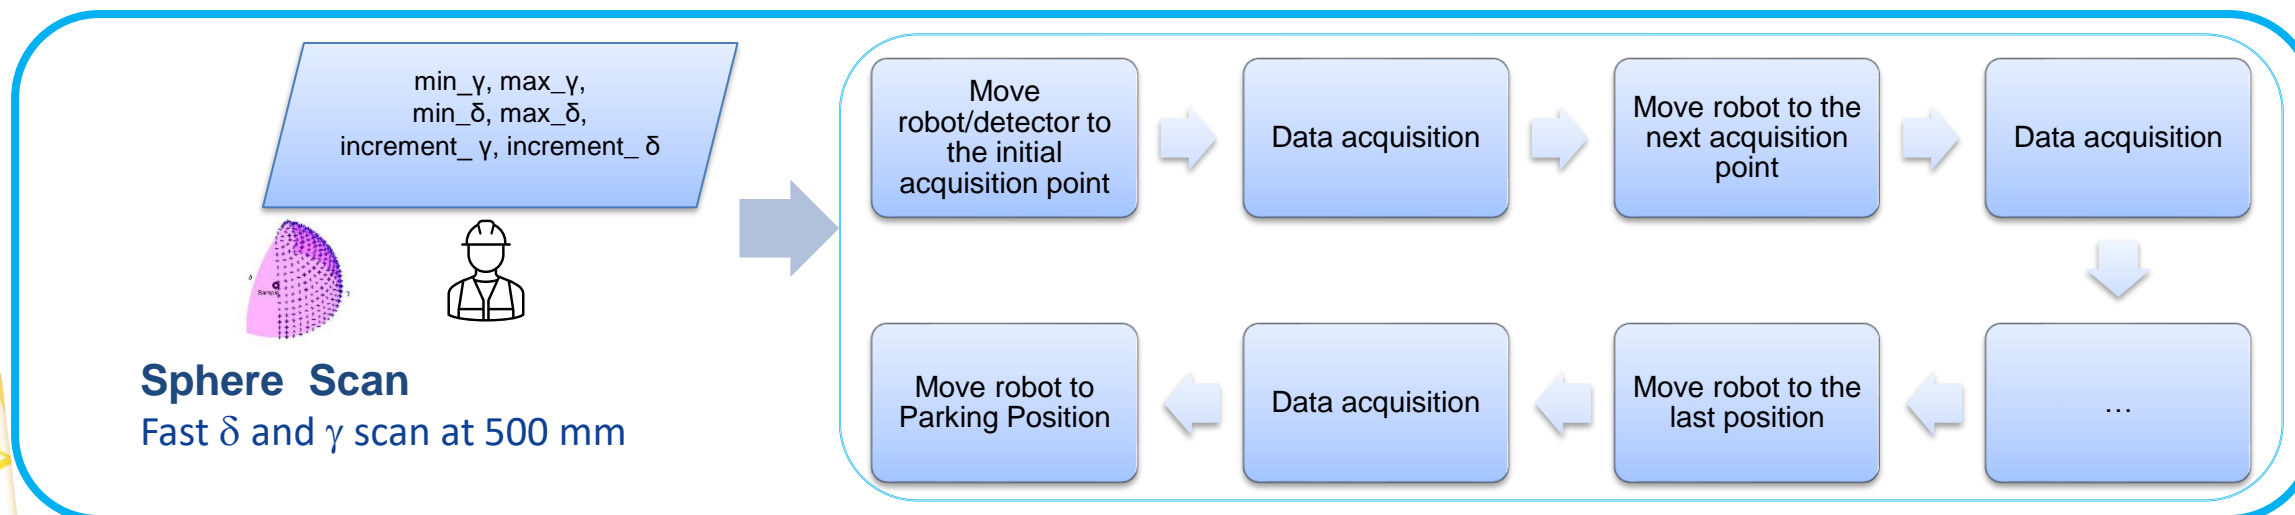 min_γ, max_γ,
min_δ, max_δ,
increment_ γ, increment_ δ
δ
Sample
γ
Sphere Scan
Fast δ and γ scan at 500 mm
Move
robot/detector to
the initial
acquisition point
Data acquisition
Move robot to the
next acquisition
point
Data acquisition
…
Move robot to the
last position
Data acquisition
Move robot to
Parking Position